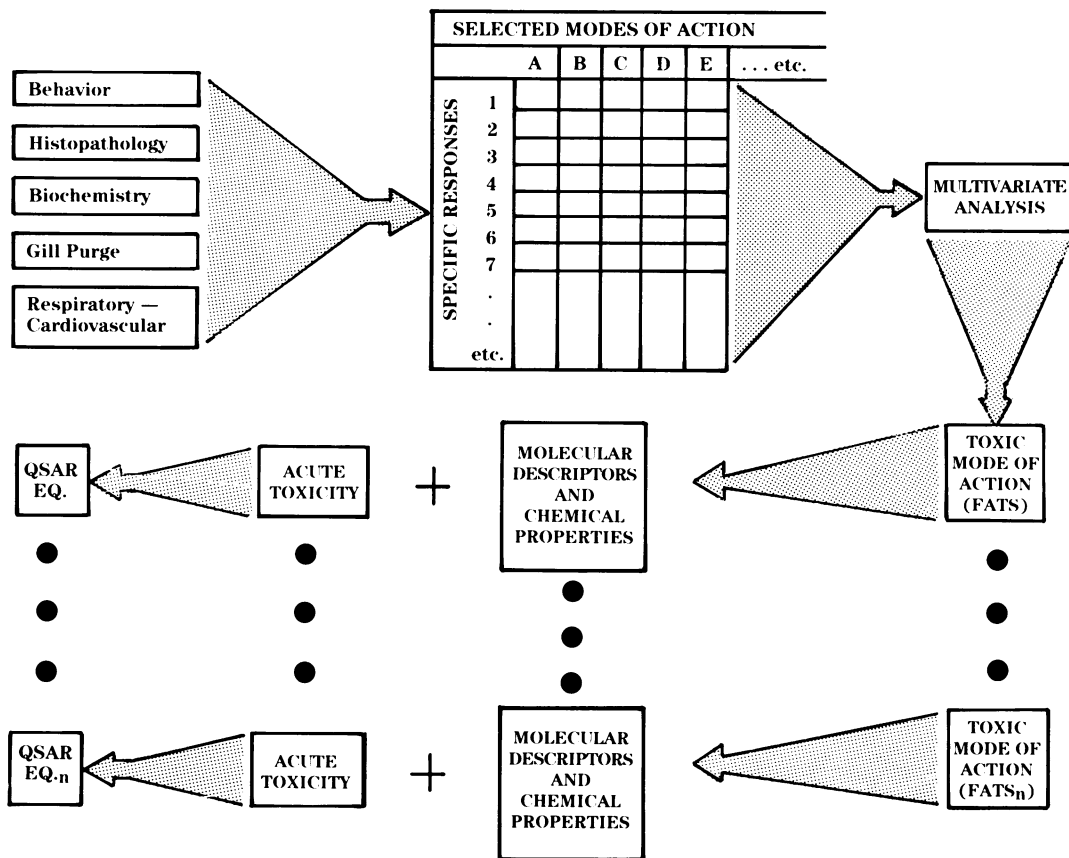 SELECTED MODES OF ACTION
A B C D E . . . etc.
Behavior
Histopathology
Biochemistry
Gill Purge
Respiratory —
Cardiovascular
SPECIFIC RESPONSES
1
2
3
4
5
6
7
.
.
etc.
MULTIVARIATE
ANALYSIS
QSAR
EQ.
ACUTE
TOXICITY
+
MOLECULAR
DESCRIPTORS
AND
CHEMICAL
PROPERTIES
TOXIC
MODE OF
ACTION
(FATS)
QSAR
EQ.n
ACUTE
TOXICITY
+
MOLECULAR
DESCRIPTORS
AND
CHEMICAL
PROPERTIES
TOXIC
MODE OF
ACTION
(FATSn)